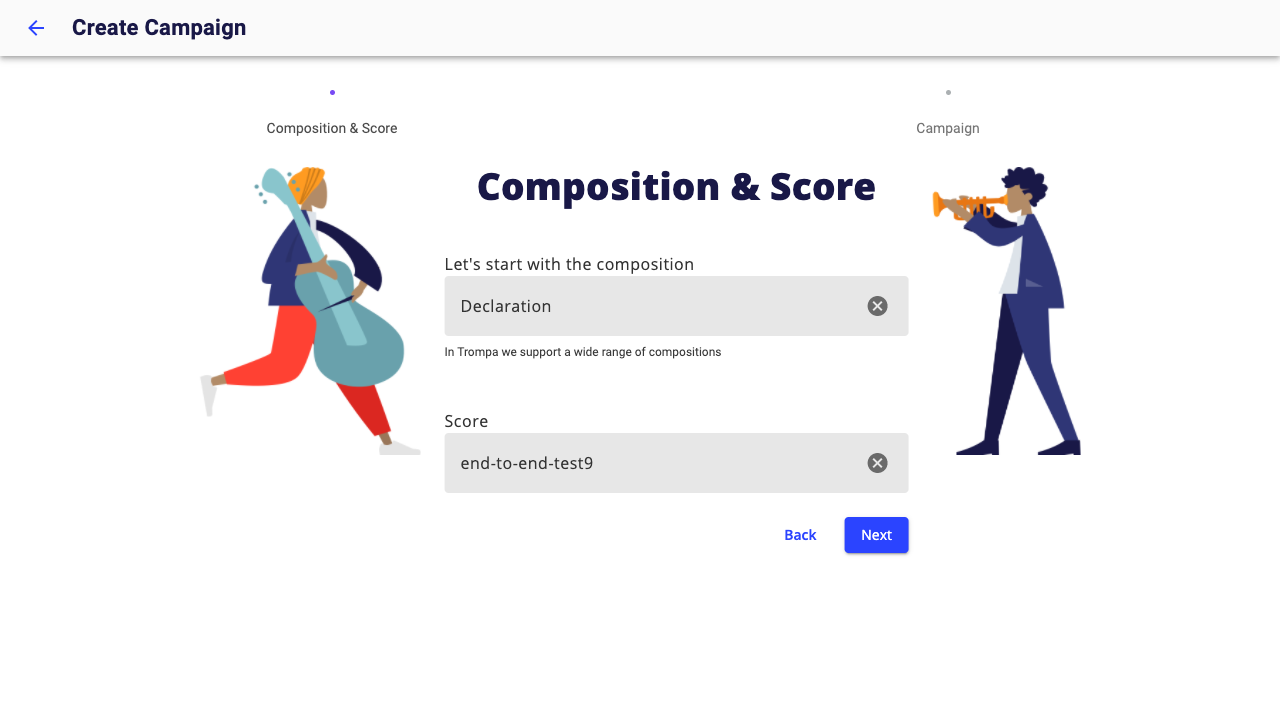 Create Campaign
Composition & Score
Campaign
Composition & Score
Let's start with the composition
Declaration
In Trompa we support a wide range of compositions
Score
end-to-end-test9
Back
Next